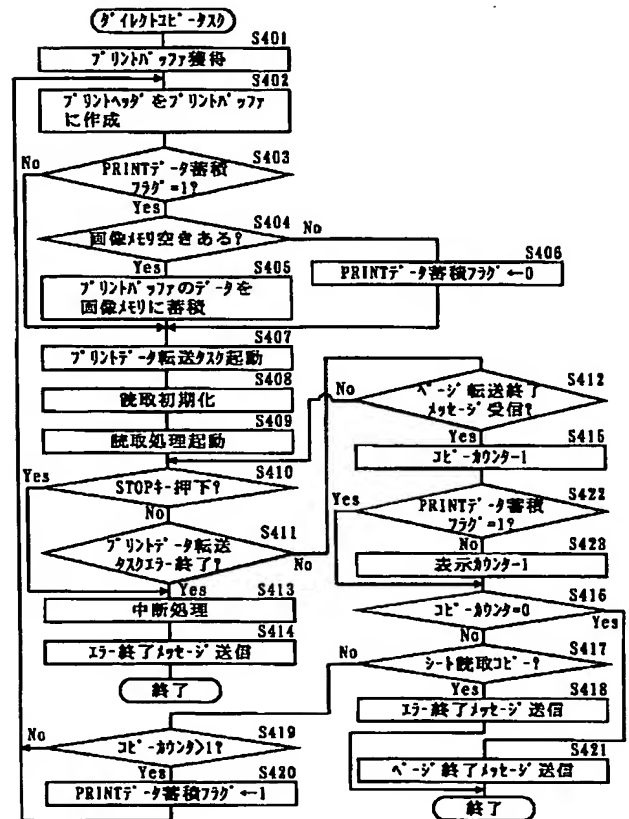 ダイレクトコピータスク
S401
プリントバッファ獲得
S402
プリントヘッダをプリントバッファ
に作成
S403
No
PRINTデータ蓄積
フラグ=1?
Yes
S404
No
画像メモリ空きある?
Yes
S405
プリントバッファのデータを
画像メモリに蓄積
S406
PRINTデータ蓄積フラグ←0
S407
プリントデータ転送タスク起動
S408
読取初期化
S409
読取処理起動
S410
Yes
STOPキー押下?
No
S411
プリントデータ転送
タスクエラー終了?
No
Yes
S413
中断処理
S414
エラー終了メッセージ送信
終了
S412
No
ページ転送終了
メッセージ受信?
Yes
S415
コピーカウンター1
S422
Yes
PRINTデータ蓄積
フラグ=1?
No
S423
表示カウンター1
S416
コピーカウンタ=0
Yes
No
S417
No
シート読取コピー?
Yes
S418
エラー終了メッセージ送信
S419
No
コピーカウンタ>1?
Yes
S420
PRINTデータ蓄積フラグ←1
S421
ページ終了メッセージ送信
終了